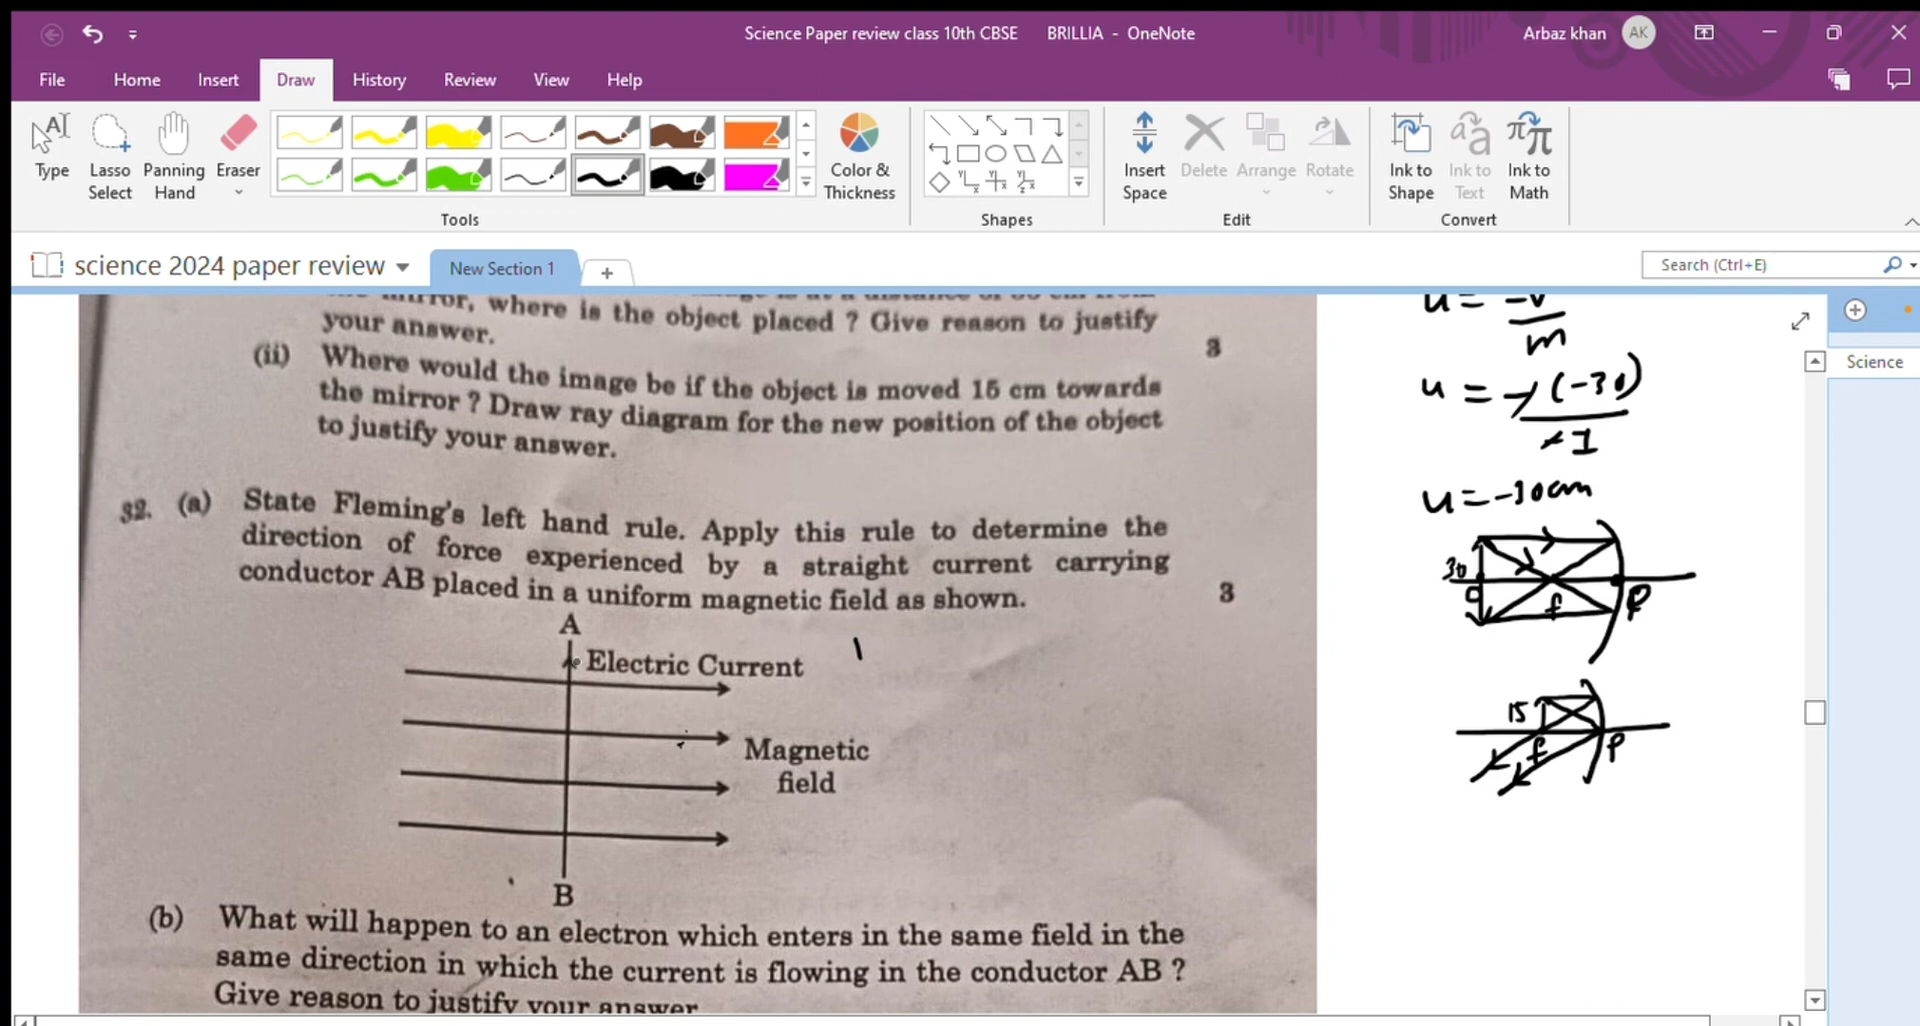 Science Paper review class 10th CBSE BRILLIA - OneNote
Arbaz khan AK
File Home Insert Draw History Review View Help
Type
Lasso Select
Panning Hand
Eraser
Color & Thickness
Insert Space
Delete
Arrange
Rotate
Ink to Shape
Ink to Text
Ink to Math
Tools
Shapes
Edit
Convert
science 2024 paper review
New Section 1
Search (Ctrl+E)
Science
mirror, where is the object placed ? Give reason to justify
your answer.
3
(ii) Where would the image be if the object is moved 15 cm towards
the mirror ? Draw ray diagram for the new position of the object
to justify your answer.
32. (a) State Fleming's left hand rule. Apply this rule to determine the
direction of force experienced by a straight current carrying
conductor AB placed in a uniform magnetic field as shown.
3
A
Electric Current
Magnetic
field
B
(b) What will happen to an electron which enters in the same field in the
same direction in which the current is flowing in the conductor AB ?
Give reason to justify your answer
u = -v
m
u = -(-30)
-1
u = -30cm
30
f
P
15
f
P